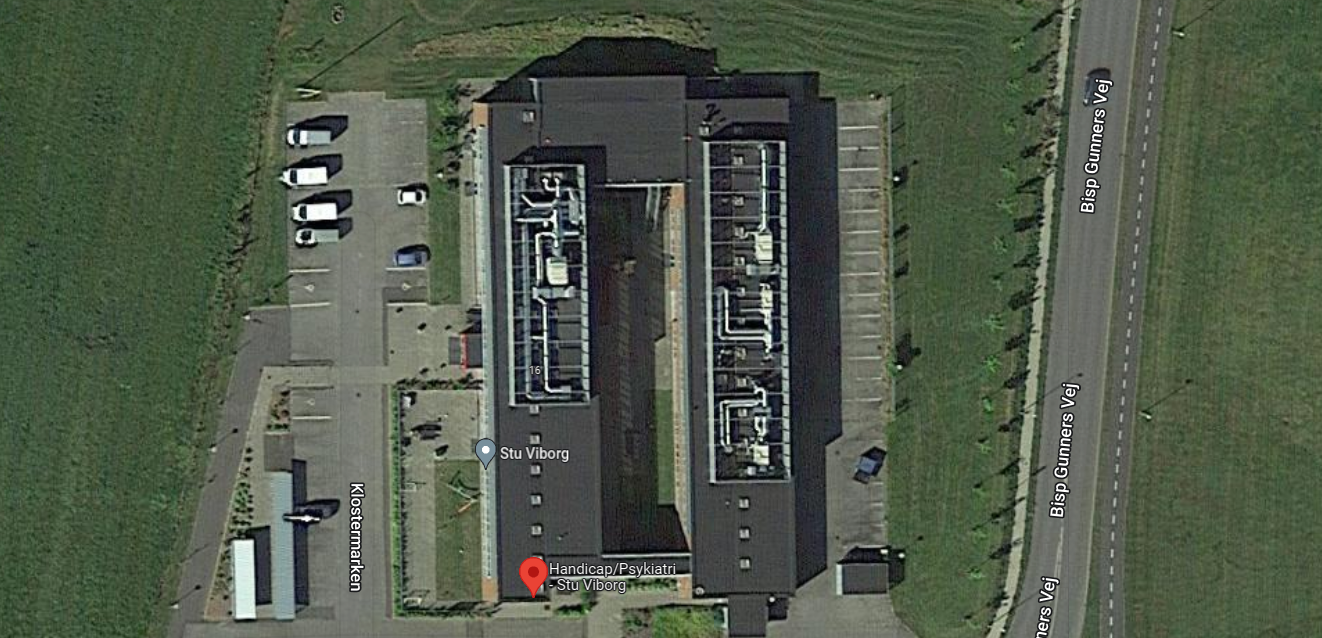 Bisp Gunners Vej
16
Bisp Gunners Vej
Stu Viborg
Klostermarken
Handicap/Psykiatri
- Stu Viborg
ners Vej